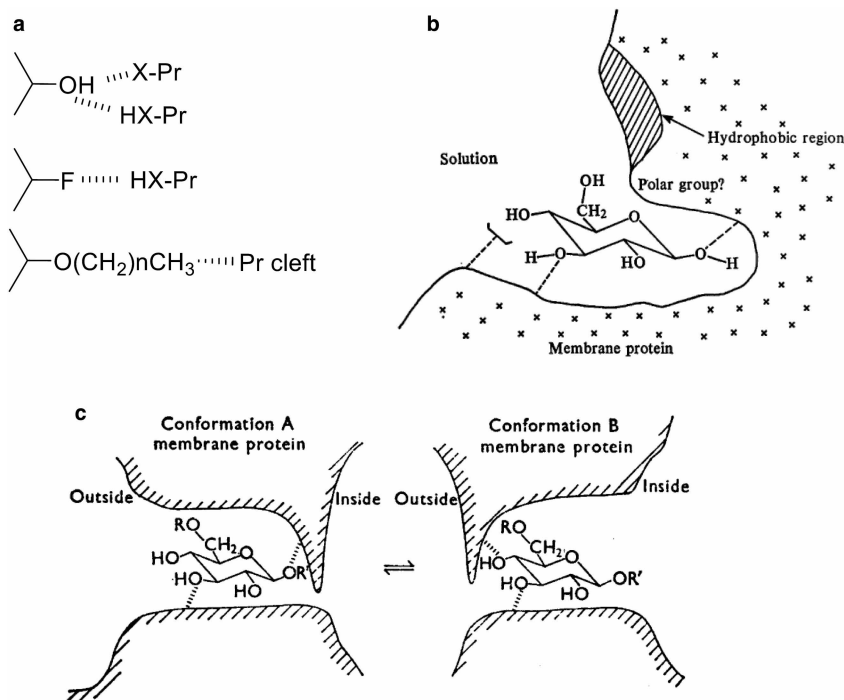 a
OH
X-Pr
HX-Pr
F
HX-Pr
O(CH2)nCH3
Pr cleft
b
Hydrophobic region
Solution
Polar group?
OH
CH2
HO
O
H
O
HO
O
H
Membrane protein
c
Conformation A
membrane protein
Outside
Inside
RO
CH2
O
HO
HO
HO
OR'
Conformation B
membrane protein
Outside
Inside
RO
CH2
O
HO
HO
HO
OR'